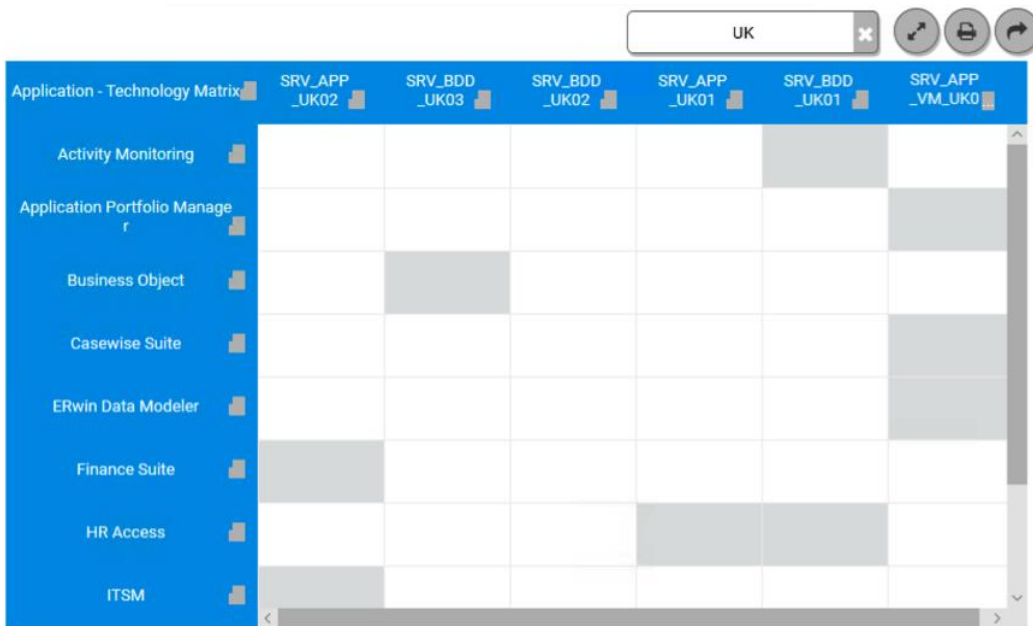 UK
Application - Technology Matrix
SRV_APP
_UK02
SRV_BDD
_UK03
SRV_BDD
_UK02
SRV_APP
_UK01
SRV_BDD
_UK01
SRV_APP
_VM_UK0
...
Activity Monitoring
Application Portfolio Manage
r
Business Object
Casewise Suite
ERwin Data Modeler
Finance Suite
HR Access
ITSM